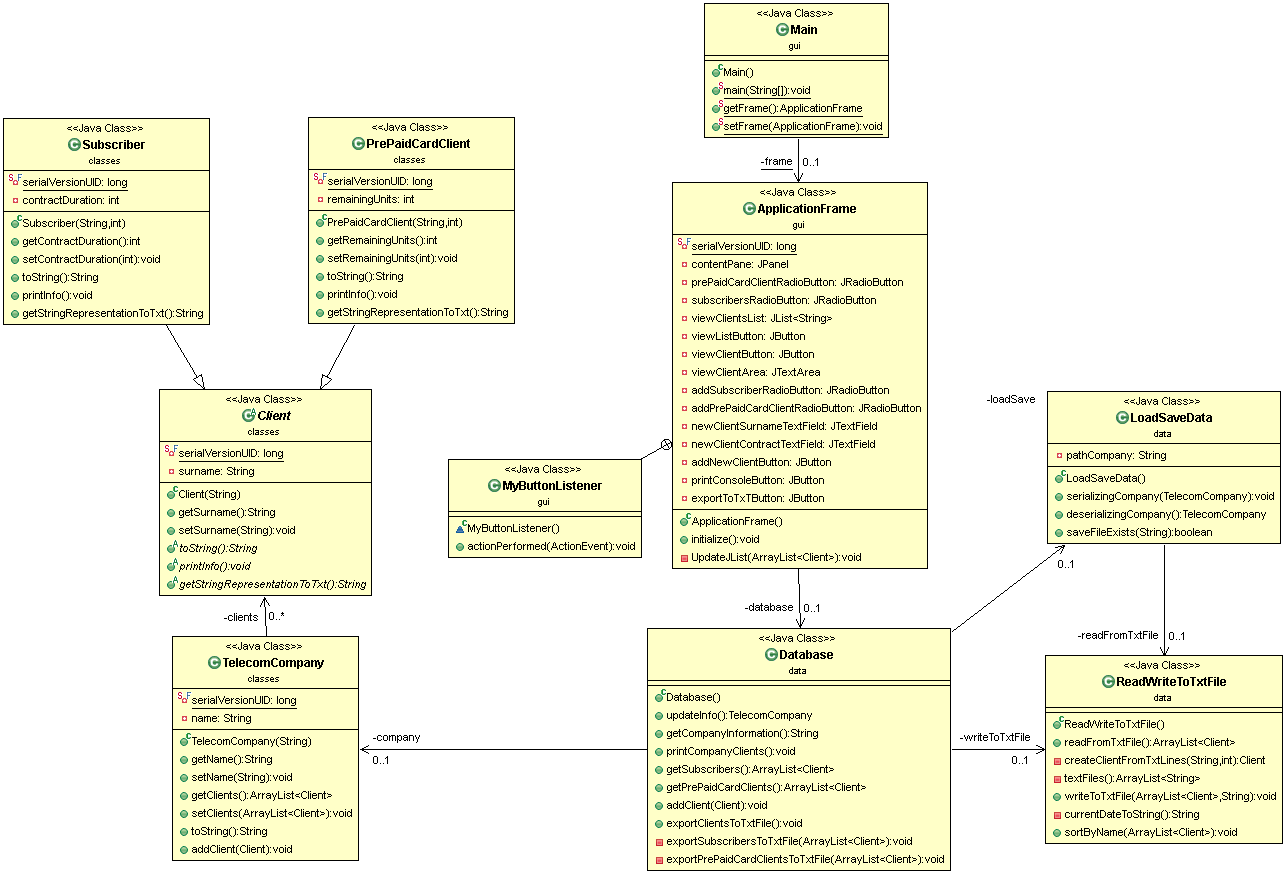 <<Java Class>>
Main
gui
Main()
main(String[]):void
getFrame():ApplicationFrame
setFrame(ApplicationFrame):void
-frame
0..1
<<Java Class>>
Subscriber
classes
serialVersionUID: long
contractDuration: int
Subscriber(String,int)
getContractDuration():int
setContractDuration(int):void
toString():String
printInfo():void
getStringRepresentationToTxt():String
<<Java Class>>
PrePaidCardClient
classes
serialVersionUID: long
remainingUnits: int
PrePaidCardClient(String,int)
getRemainingUnits():int
setRemainingUnits(int):void
toString():String
printInfo():void
getStringRepresentationToTxt():String
<<Java Class>>
ApplicationFrame
gui
serialVersionUID: long
contentPane: JPanel
prePaidCardClientRadioButton: JRadioButton
subscribersRadioButton: JRadioButton
viewClientsList: JList<String>
viewListButton: JButton
viewClientButton: JButton
viewClientArea: JTextArea
addSubscriberRadioButton: JRadioButton
addPrePaidCardClientRadioButton: JRadioButton
newClientSurnameTextField: JTextField
newClientContractTextField: JTextField
addNewClientButton: JButton
printConsoleButton: JButton
exportToTxTButton: JButton
ApplicationFrame()
initialize():void
UpdateJList(ArrayList<Client>):void
<<Java Class>>
Client
classes
serialVersionUID: long
surname: String
Client(String)
getSurname():String
setSurname(String):void
toString():String
printInfo():void
getStringRepresentationToTxt():String
<<Java Class>>
MyButtonListener
gui
MyButtonListener()
actionPerformed(ActionEvent):void
-loadSave
0..1
<<Java Class>>
LoadSaveData
data
pathCompany: String
LoadSaveData()
serializingCompany(TelecomCompany):void
deserializingCompany():TelecomCompany
saveFileExists(String):boolean
-clients
0..*
-database
0..1
-readFromTxtFile
0..1
<<Java Class>>
TelecomCompany
classes
serialVersionUID: long
name: String
TelecomCompany(String)
getName():String
setName(String):void
getClients():ArrayList<Client>
setClients(ArrayList<Client>):void
toString():String
addClient(Client):void
-company
0..1
<<Java Class>>
Database
data
Database()
updateInfo():TelecomCompany
getCompanyInformation():String
printCompanyClients():void
getSubscribers():ArrayList<Client>
getPrePaidCardClients():ArrayList<Client>
addClient(Client):void
exportClientsToTxtFile():void
exportSubscribersToTxtFile(ArrayList<Client>):void
exportPrePaidCardClientsToTxtFile(ArrayList<Client>):void
-writeToTxtFile
0..1
<<Java Class>>
ReadWriteToTxtFile
data
ReadWriteToTxtFile()
readFromTxtFile():ArrayList<Client>
createClientFromTxtLines(String,int):Client
textFiles():ArrayList<String>
writeToTxtFile(ArrayList<Client>,String):void
currentDateToString():String
sortByName(ArrayList<Client>):void